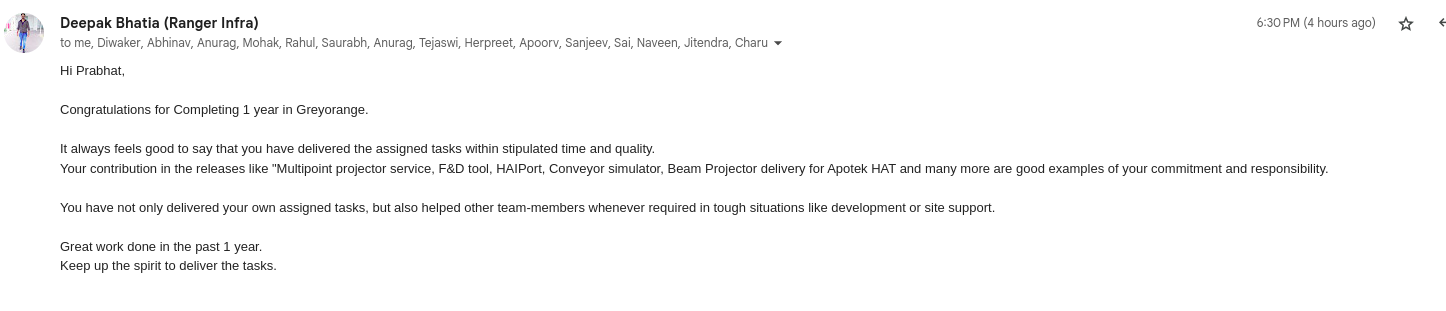 Deepak Bhatia (Ranger Infra)
6:30 PM (4 hours ago)
to me, Diwaker, Abhinav, Anurag, Mohak, Rahul, Saurabh, Anurag, Tejaswi, Herpreet, Apoorv, Sanjeev, Sai, Naveen, Jitendra, Charu
Hi Prabhat,
Congratulations for Completing 1 year in Greyorange.
It always feels good to say that you have delivered the assigned tasks within stipulated time and quality.
Your contribution in the releases like "Multipoint projector service, F&D tool, HAIPort, Conveyor simulator, Beam Projector delivery for Apotek HAT and many more are good examples of your commitment and responsibility.
You have not only delivered your own assigned tasks, but also helped other team-members whenever required in tough situations like development or site support.
Great work done in the past 1 year.
Keep up the spirit to deliver the tasks.